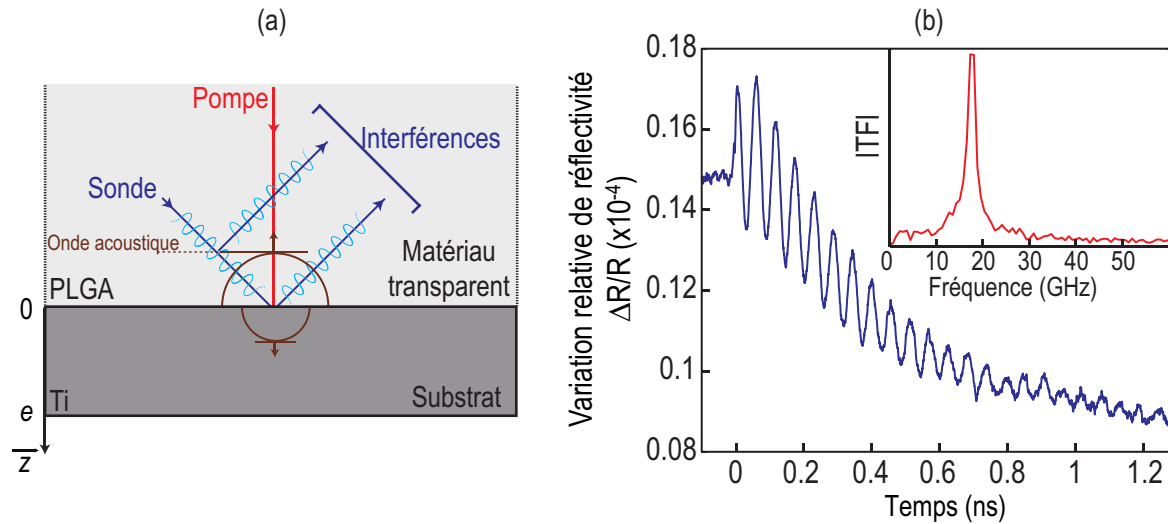 (a)
Pompe
Interférences
Sonde
Onde acoustique
Matériau
transparent
PLGA
0
Ti
Substrat
e
z
(b)
Variation relative de réflectivité
ΔR/R (x10-4)
0.18
0.16
0.14
0.12
0.1
0.08
0
0.2
0.4
0.6
0.8
1
1.2
Temps (ns)
|TF|
0
10
20
30
40
50
Fréquence (GHz)